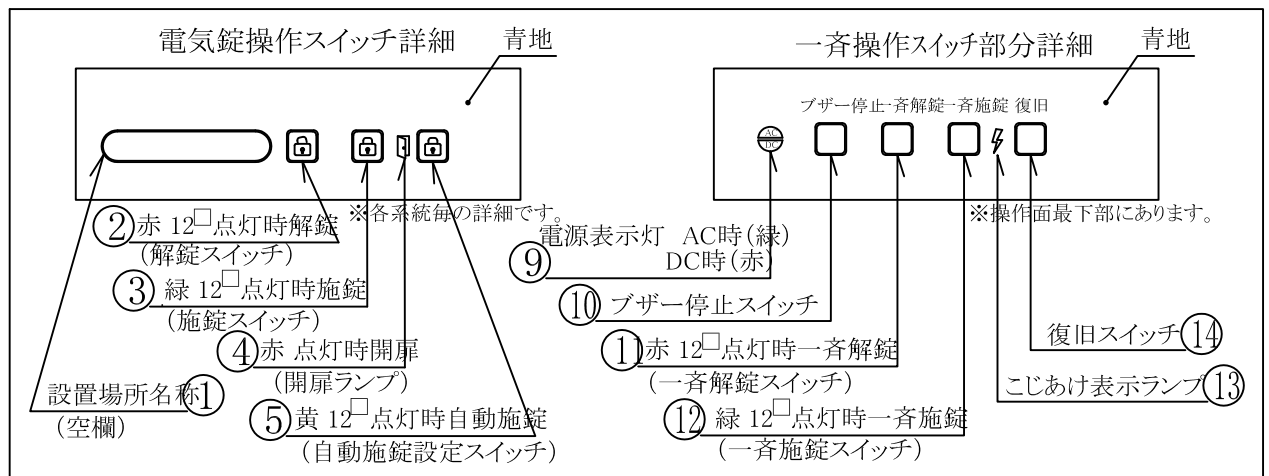 電気錠操作スイッチ詳細
青地
※各系統毎の詳細です。
② 赤 12□点灯時解錠
(解錠スイッチ)
③ 緑 12□点灯時施錠
(施錠スイッチ)
④ 赤 点灯時開扉
(開扉ランプ)
設置場所名称 ①
(空欄)
⑤ 黄 12□点灯時自動施錠
(自動施錠設定スイッチ)
一斉操作スイッチ部分詳細
青地
ブザー停止 一斉解錠 一斉施錠 復旧
AC
DC
※操作面最下部にあります。
⑨ 電源表示灯 AC時(緑)
DC時(赤)
⑩ ブザー停止スイッチ
⑪ 赤 12□点灯時一斉解錠
(一斉解錠スイッチ)
⑫ 緑 12□点灯時一斉施錠
(一斉施錠スイッチ)
復旧スイッチ ⑭
こじあけ表示ランプ ⑬